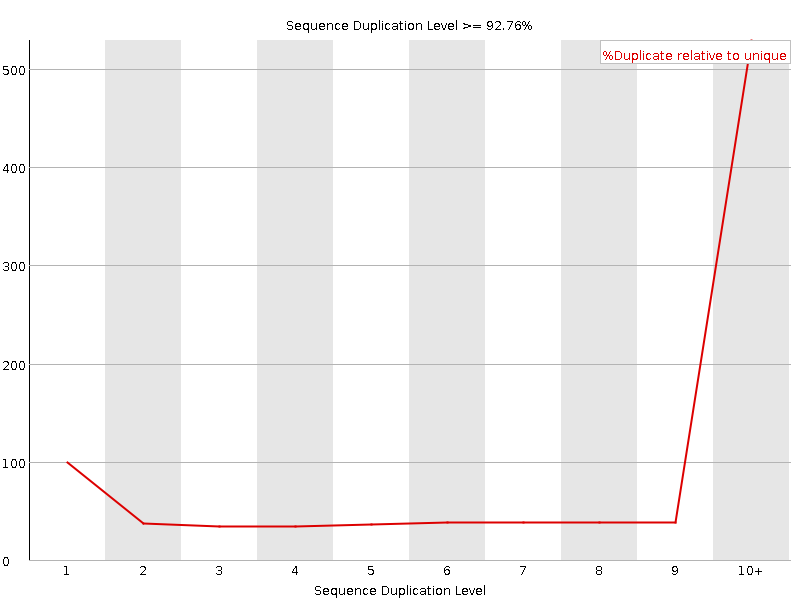 Sequence Duplication Level >= 92.76%
%Duplicate relative to unique
500
400
300
200
100
0
1 2 3 4 5 6 7 8 9 10+
Sequence Duplication Level